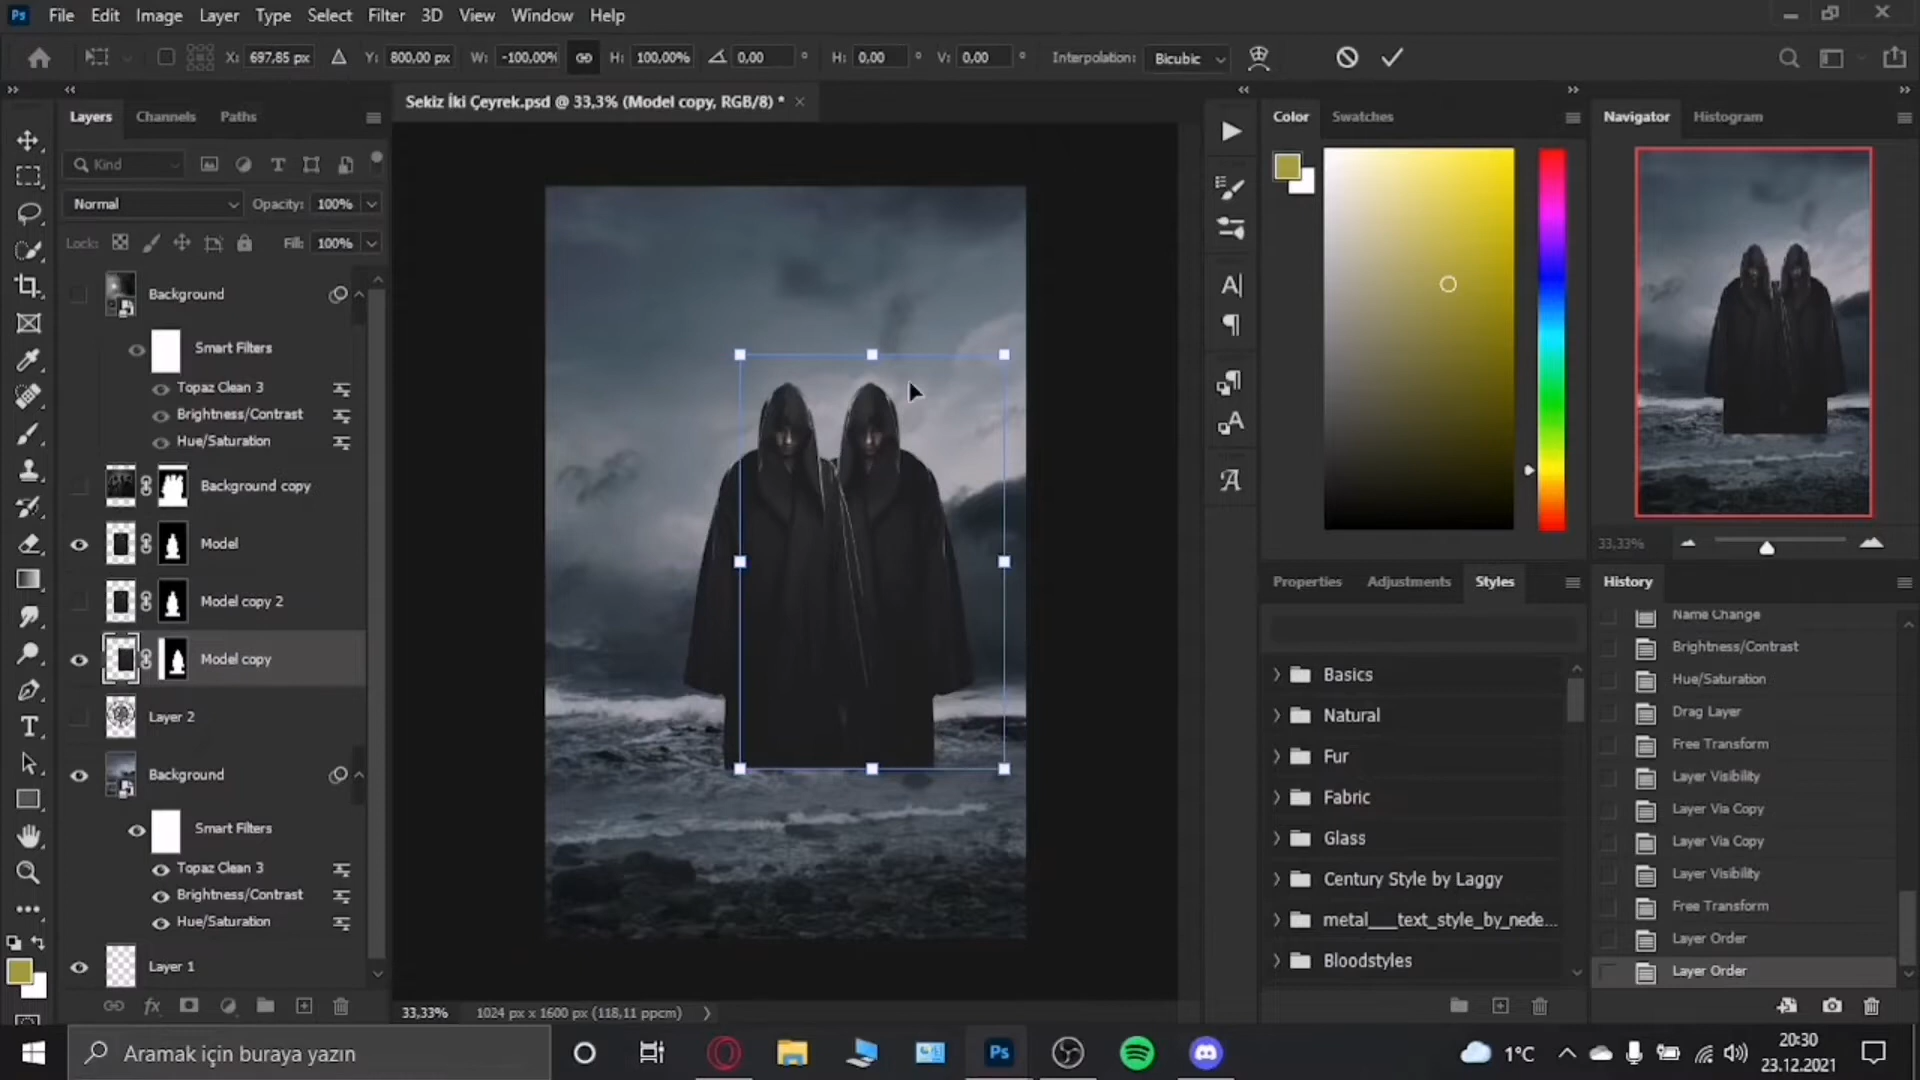 Ps File Edit Image Layer Type Select Filter 3D View Window Help
X: 697,85 px Y: 800,00 px W: -100,00% H: 100,00% 0,00 ° H: 0,00 ° V: 0,00 ° Interpolation: Bicubic
Layers Channels Paths
Kind
Normal Opacity: 100%
Lock: Fill: 100%
Background
Smart Filters
Topaz Clean 3
Brightness/Contrast
Hue/Saturation
Background copy
Model
Model copy 2
Model copy
Layer 2
Background
Smart Filters
Topaz Clean 3
Brightness/Contrast
Hue/Saturation
Layer 1
fx
Sekiz İki Çeyrek.psd @ 33,3% (Model copy, RGB/8) * ×
33,33% 1024 px x 1600 px (118,11 ppcm)
Color Swatches
Properties Adjustments Styles
Basics
Natural
Fur
Fabric
Glass
Century Style by Laggy
metal___text_style_by_nede...
Bloodstyles
Navigator Histogram
33,33%
History
Name Change
Brightness/Contrast
Hue/Saturation
Drag Layer
Free Transform
Layer Visibility
Layer Via Copy
Layer Via Copy
Layer Visibility
Free Transform
Layer Order
Layer Order
Aramak için buraya yazın
Ps
1°C
20:30
23.12.2021